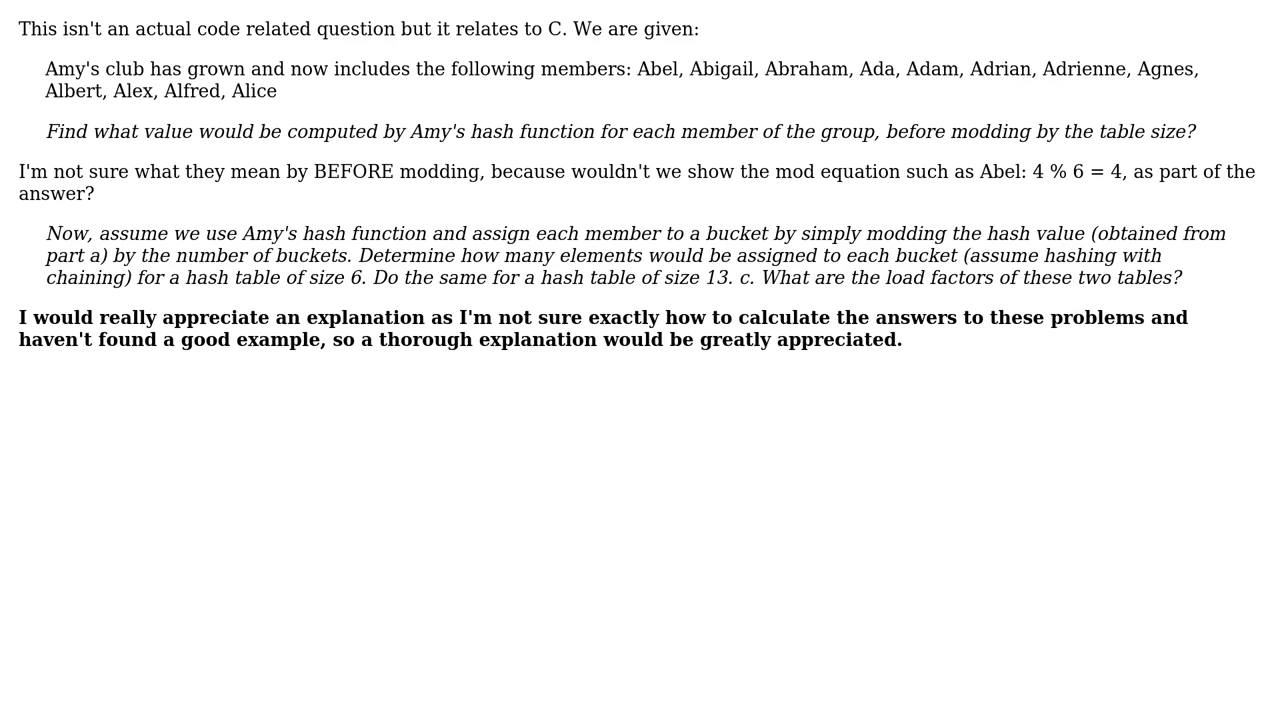 This isn't an actual code related question but it relates to C. We are given:
Amy's club has grown and now includes the following members: Abel, Abigail, Abraham, Ada, Adam, Adrian, Adrienne, Agnes,
Albert, Alex, Alfred, Alice
Find what value would be computed by Amy's hash function for each member of the group, before modding by the table size?
I'm not sure what they mean by BEFORE modding, because wouldn't we show the mod equation such as Abel: 4 % 6 = 4, as part of the
answer?
Now, assume we use Amy's hash function and assign each member to a bucket by simply modding the hash value (obtained from
part a) by the number of buckets. Determine how many elements would be assigned to each bucket (assume hashing with
chaining) for a hash table of size 6. Do the same for a hash table of size 13. c. What are the load factors of these two tables?
I would really appreciate an explanation as I'm not sure exactly how to calculate the answers to these problems and
haven't found a good example, so a thorough explanation would be greatly appreciated.